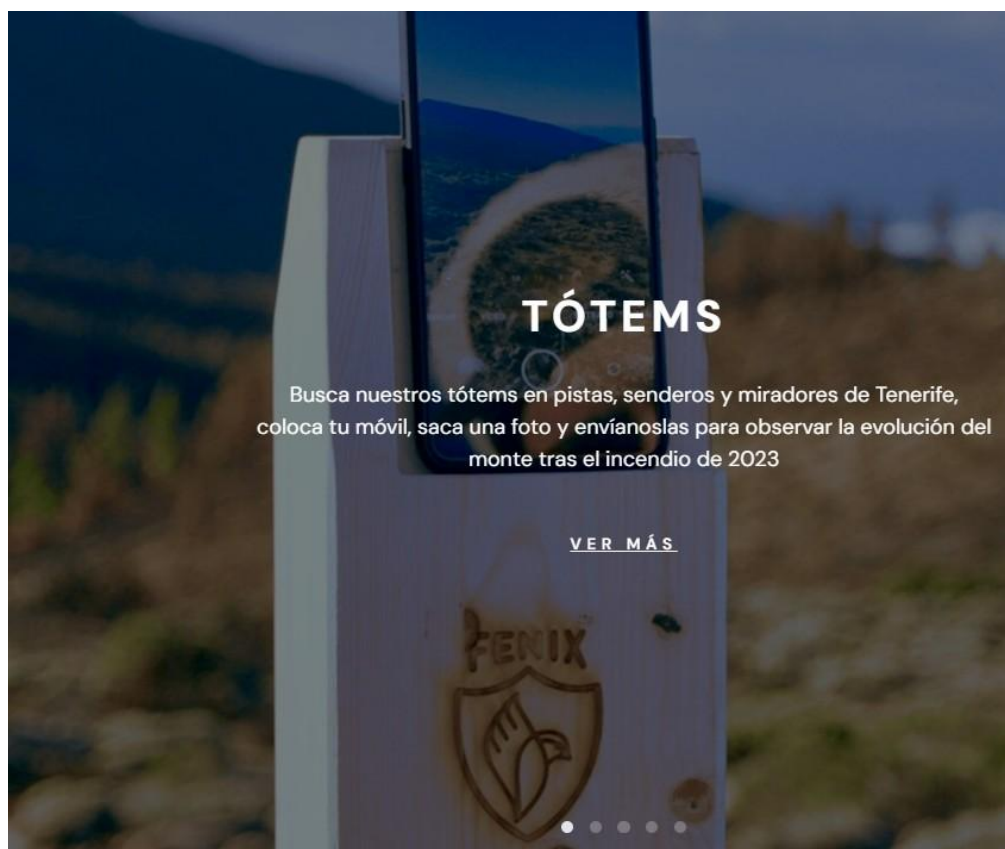 TÓTEMS
Busca nuestros tótems en pistas, senderos y miradores de Tenerife,
coloca tu móvil, saca una foto y envíanoslas para observar la evolución del
monte tras el incendio de 2023
VER MÁS
FENIX